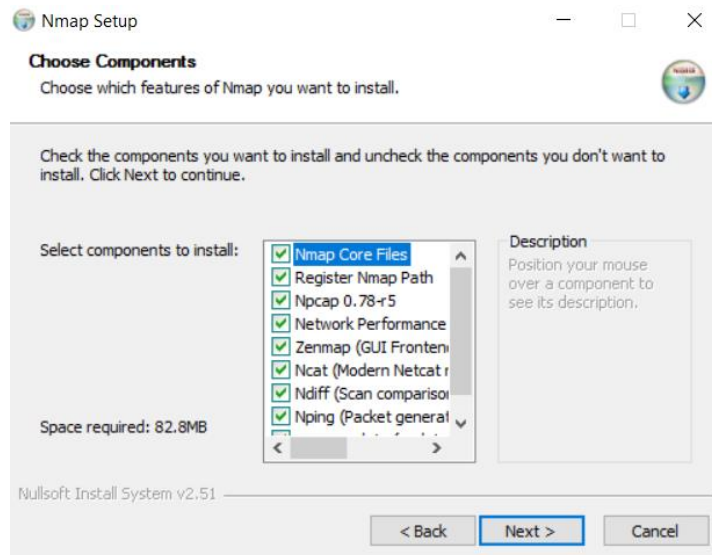 Nmap Setup
Choose Components
Choose which features of Nmap you want to install.
Check the components you want to install and uncheck the components you don't want to
install. Click Next to continue.
Select components to install:
Nmap Core Files
Register Nmap Path
Npcap 0.78-r5
Network Performance
Zenmap (GUI Fronten
Ncat (Modern Netcat r
Ndiff (Scan comparison
Nping (Packet generat
Space required: 82.8MB
Description
Position your mouse
over a component to
see its description.
Nullsoft Install System v2.51
< Back
Next >
Cancel